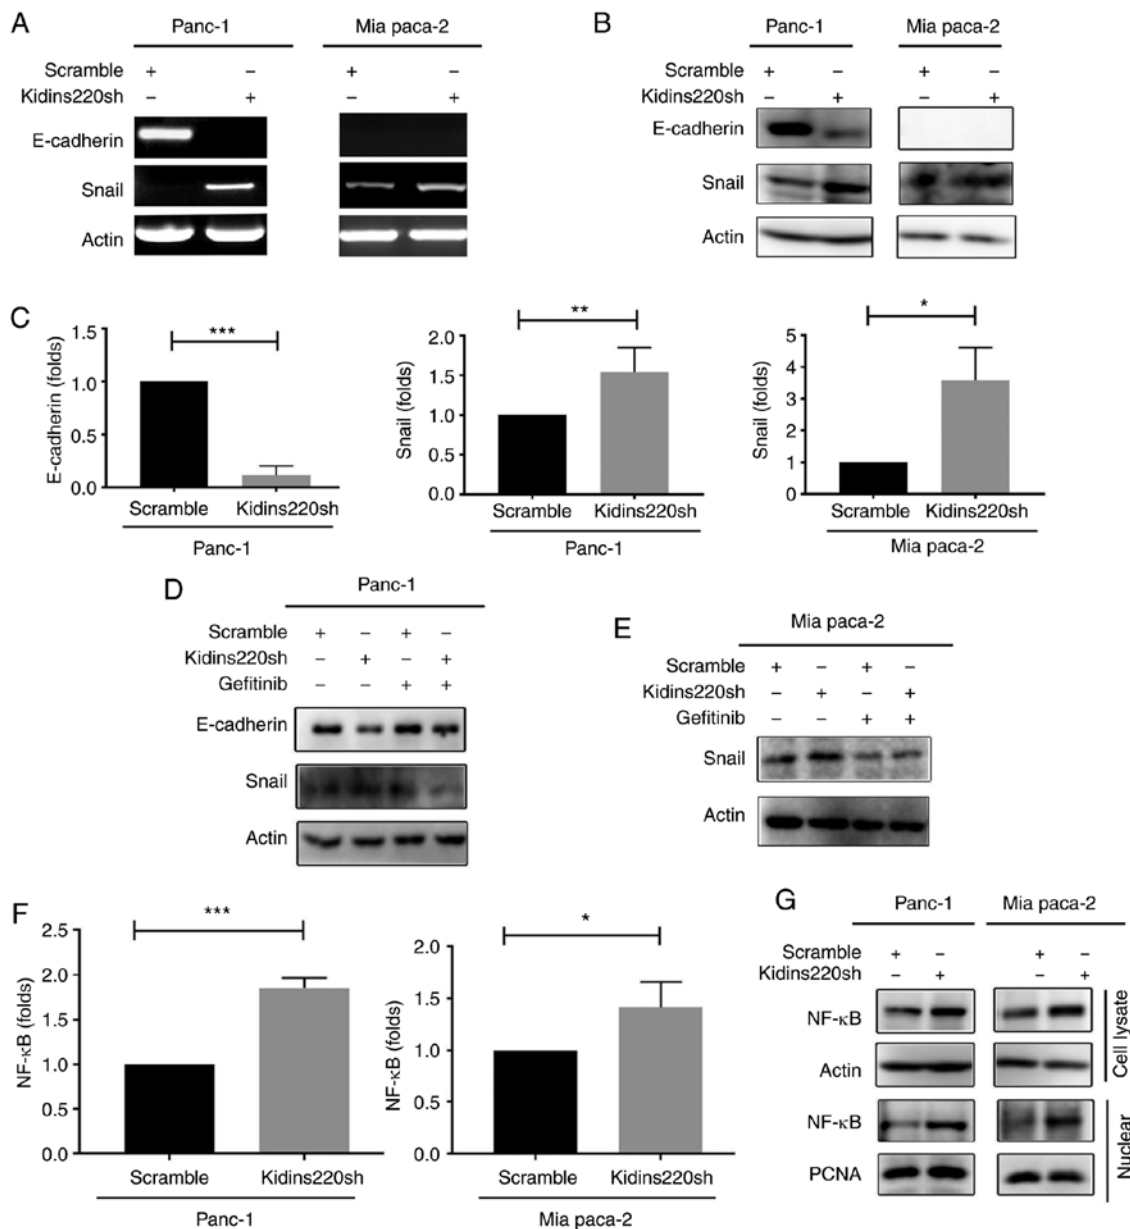 A
Panc-1 Mia paca-2
Scramble + − + −
Kidins220sh − + − +
E-cadherin
Snail
Actin
B
Panc-1 Mia paca-2
Scramble + − + −
Kidins220sh − + − +
E-cadherin
Snail
Actin
C
E-cadherin (folds)
1.5
1.0
0.5
0.0
***
Scramble Kidins220sh
Panc-1
Snail (folds)
2.0
1.5
1.0
0.5
0.0
**
Scramble Kidins220sh
Panc-1
Snail (folds)
5
4
3
2
1
0
*
Scramble Kidins220sh
Mia paca-2
D
Panc-1
Scramble + − + −
Kidins220sh − + − +
Gefitinib − − + +
E-cadherin
Snail
Actin
E
Mia paca-2
Scramble + − + −
Kidins220sh − + − +
Gefitinib − − + +
Snail
Actin
F
NF-κB (folds)
2.5
2.0
1.5
1.0
0.5
0.0
***
Scramble Kidins220sh
Panc-1
NF-κB (folds)
2.0
1.5
1.0
0.5
0.0
*
Scramble Kidins220sh
Mia paca-2
G
Panc-1 Mia paca-2
Scramble + − + −
Kidins220sh − + − +
NF-κB
Actin
Cell lysate
NF-κB
PCNA
Nuclear